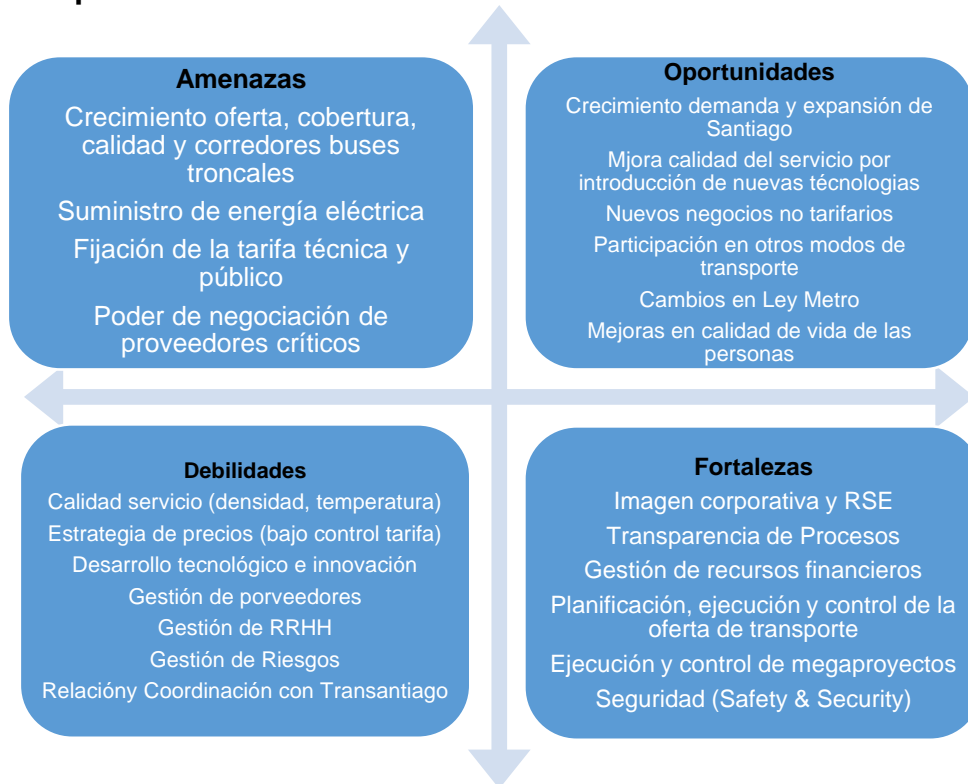 Amenazas
Crecimiento oferta, cobertura,
calidad y corredores buses
troncales
Suministro de energía eléctrica
Fijación de la tarifa técnica y
público
Poder de negociación de
proveedores críticos
Oportunidades
Crecimiento demanda y expansión de
Santiago
Mjora calidad del servicio por
introducción de nuevas técnologias
Nuevos negocios no tarifarios
Participación en otros modos de
transporte
Cambios en Ley Metro
Mejoras en calidad de vida de las
personas
Debilidades
Calidad servicio (densidad, temperatura)
Estrategia de precios (bajo control tarifa)
Desarrollo tecnológico e innovación
Gestión de porveedores
Gestión de RRHH
Gestión de Riesgos
Relacióny Coordinación con Transantiago
Fortalezas
Imagen corporativa y RSE
Transparencia de Procesos
Gestión de recursos financieros
Planificación, ejecución y control de la
oferta de transporte
Ejecución y control de megaproyectos
Seguridad (Safety & Security)